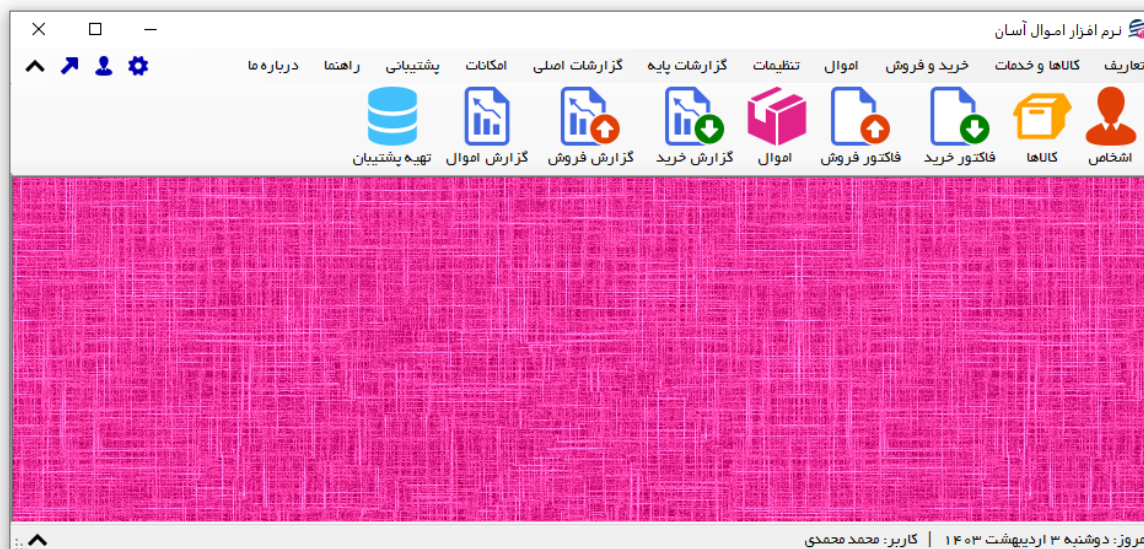 نرم افزار اموال آسان
تعاریف کالاها و خدمات خرید و فروش اموال تنظیمات گزارشات پایه گزارشات اصلی امکانات پشتیبانی راهنما درباره ما
اشخاص کالاها فاکتور خرید فاکتور فروش اموال گزارش خرید گزارش فروش گزارش اموال تهیه پشتیبان
مروز: دوشنبه ۳ اردیبهشت ۱۴۰۳ | کاربر: محمد محمدی